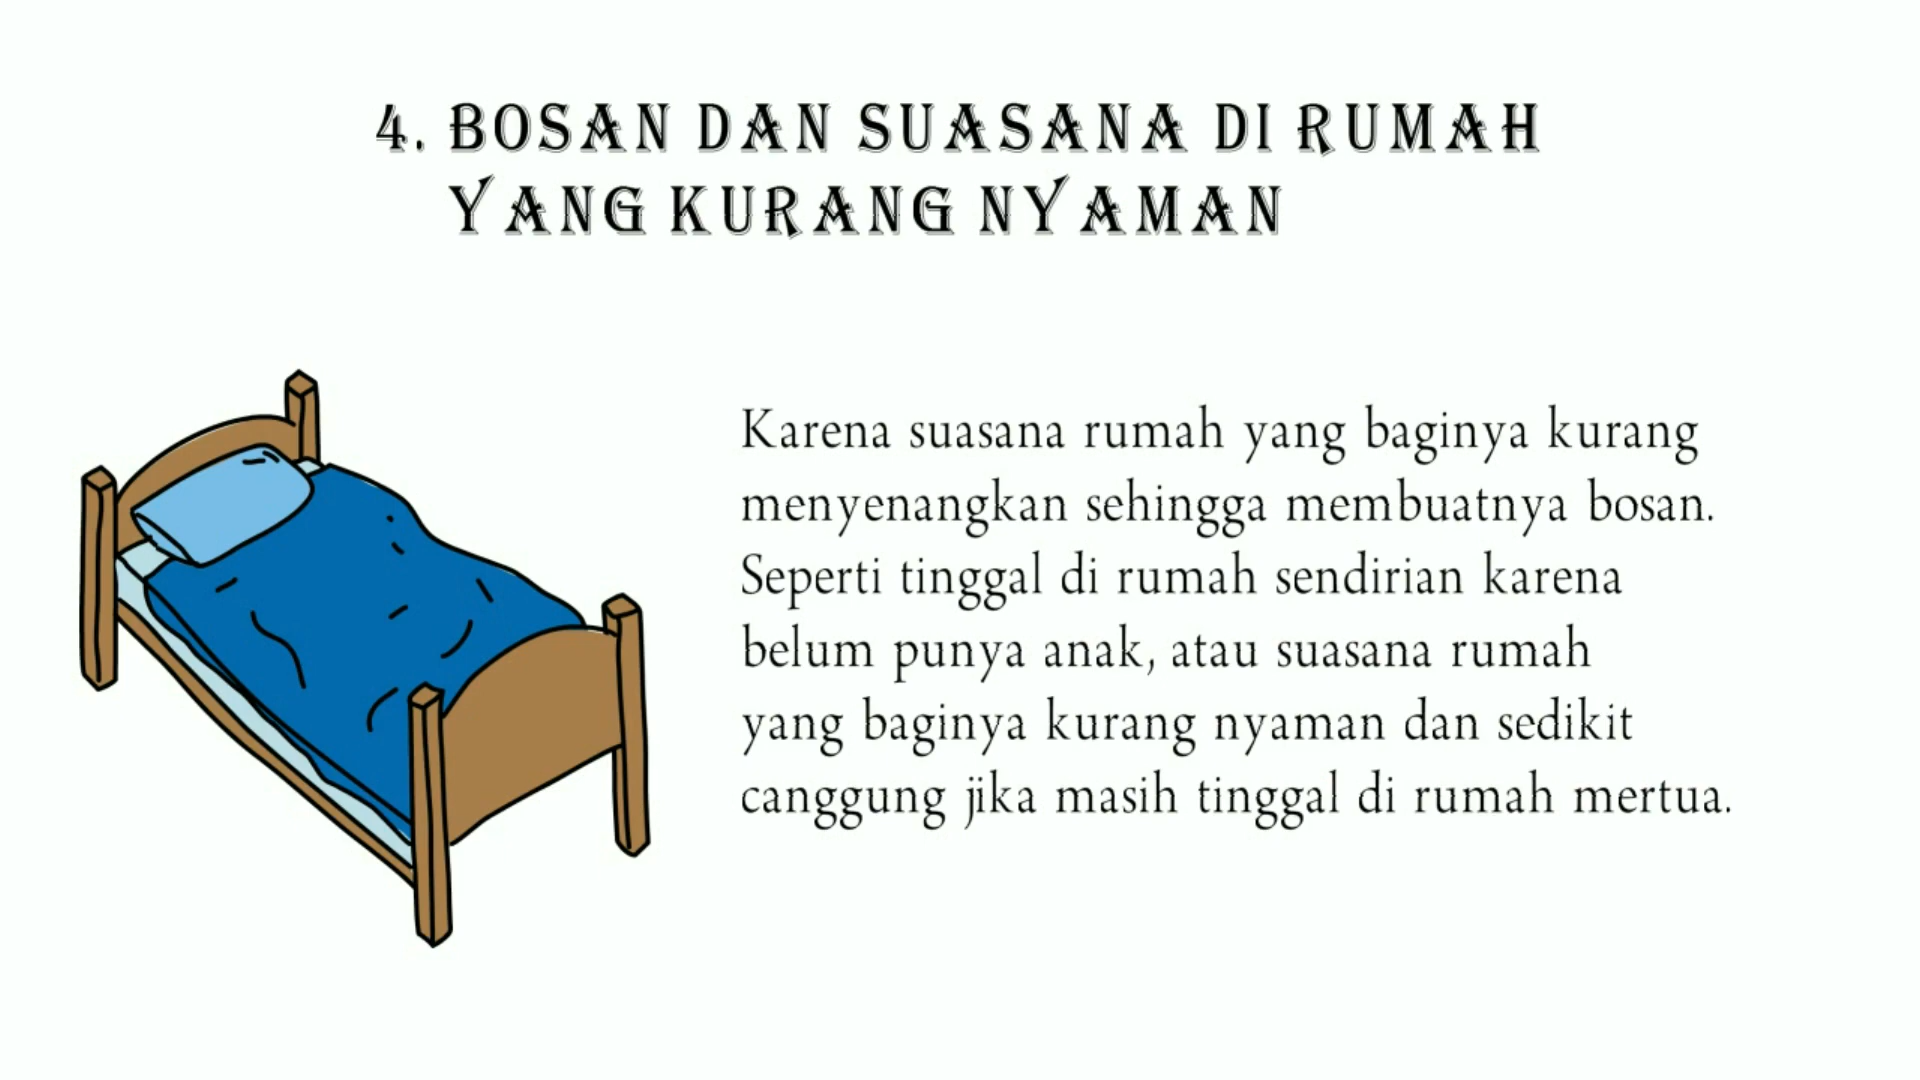 4. BOSAN DAN SUASANA DI RUMAH
YANG KURANG NYAMAN
Karena suasana rumah yang baginya kurang
menyenangkan sehingga membuatnya bosan.
Seperti tinggal di rumah sendirian karena
belum punya anak, atau suasana rumah
yang baginya kurang nyaman dan sedikit
canggung jika masih tinggal di rumah mertua.